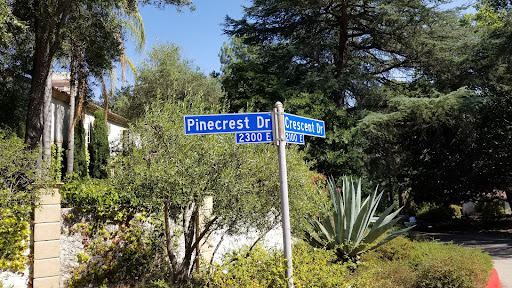 Pinecrest Dr
2300 E
Crescent Dr
2100 E